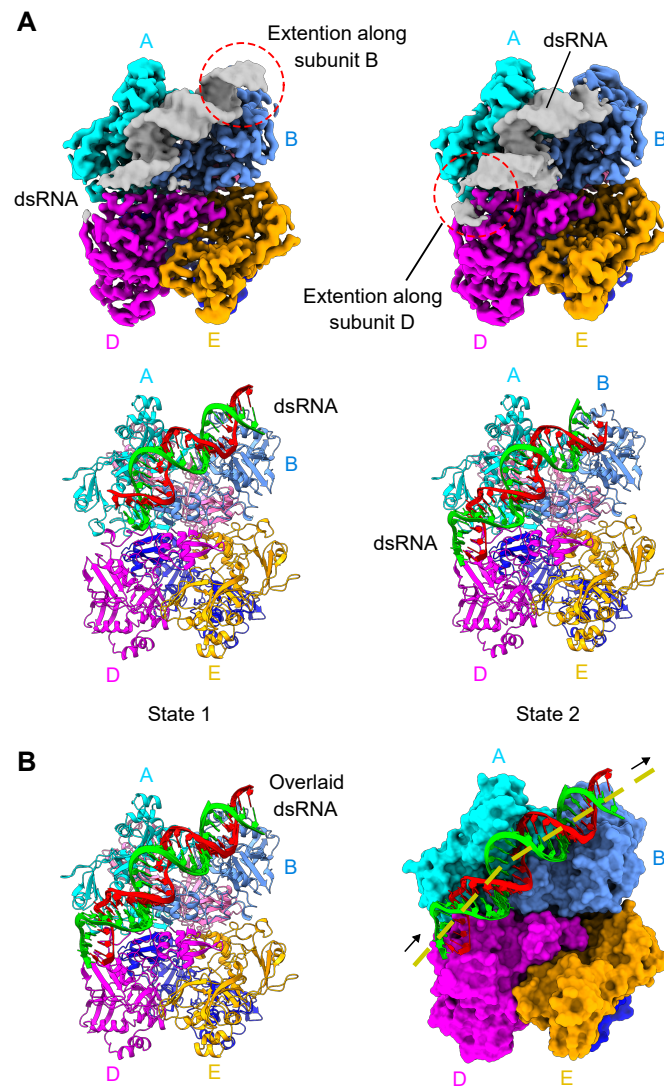 A
A
Extention along
subunit B
B
dsRNA
D
E
A
dsRNA
B
Extention along
subunit D
D
E
A
dsRNA
B
D
E
State 1
A
B
dsRNA
D
E
State 2
B
A
Overlaid
dsRNA
B
D
E
A
B
D
E